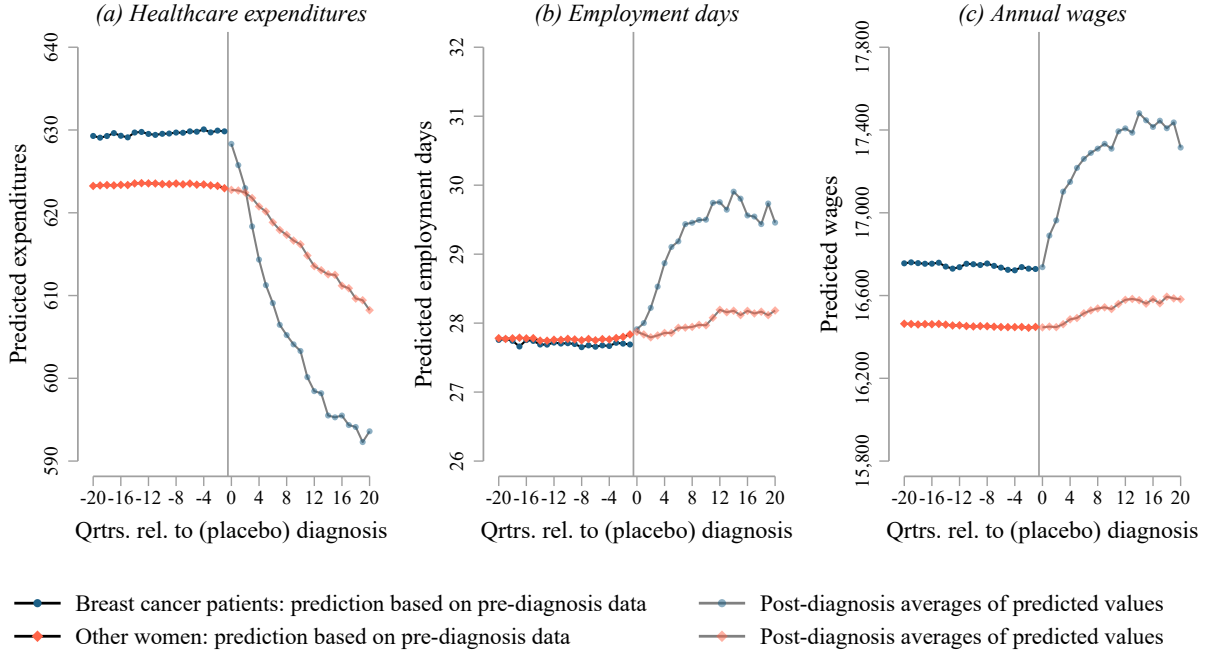 (a) Healthcare expenditures
(b) Employment days
(c) Annual wages
Predicted expenditures
640
630
620
610
600
590
-20 -16 -12 -8 -4 0 4 8 12 16 20
Qrtrs. rel. to (placebo) diagnosis
Predicted employment days
32
31
30
29
28
27
26
-20 -16 -12 -8 -4 0 4 8 12 16 20
Qrtrs. rel. to (placebo) diagnosis
Predicted wages
17,800
17,400
17,000
16,600
16,200
15,800
-20 -16 -12 -8 -4 0 4 8 12 16 20
Qrtrs. rel. to (placebo) diagnosis
Breast cancer patients: prediction based on pre-diagnosis data
Post-diagnosis averages of predicted values
Other women: prediction based on pre-diagnosis data
Post-diagnosis averages of predicted values